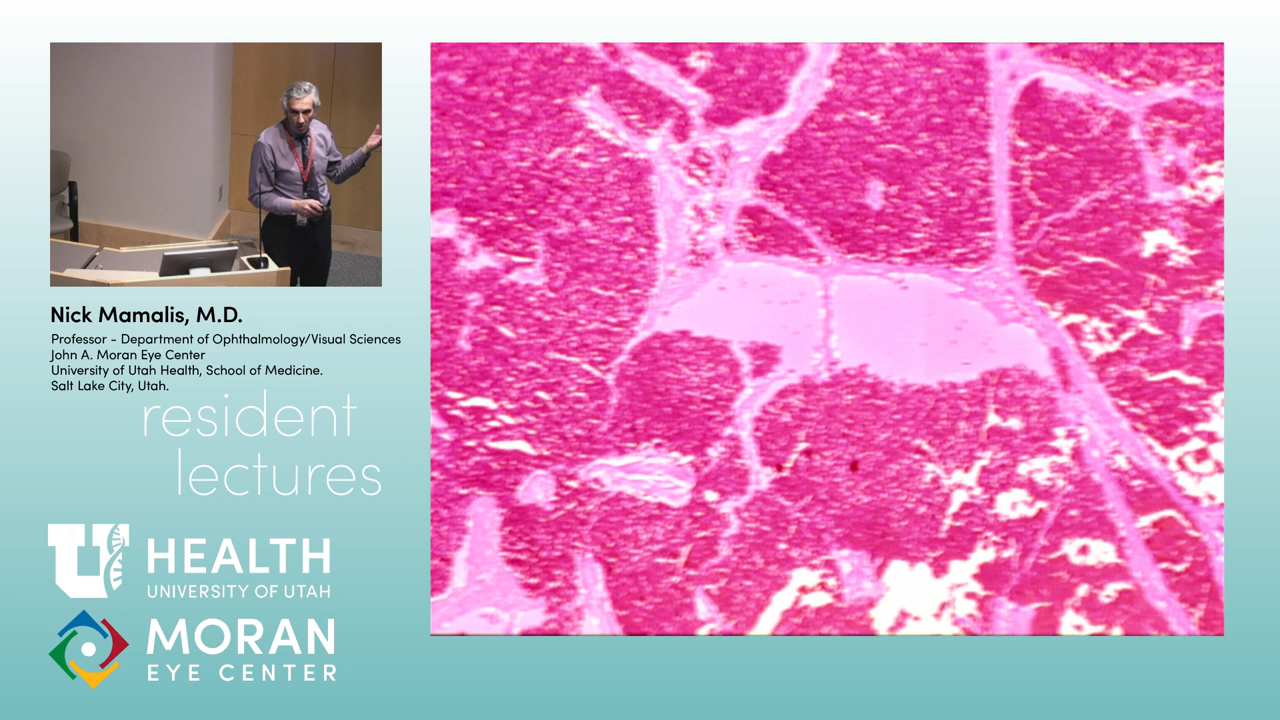 Nick Mamalis, M.D.
Professor - Department of Ophthalmology/Visual Sciences
John A. Moran Eye Center
University of Utah Health, School of Medicine.
Salt Lake City, Utah.
resident
lectures
U HEALTH
UNIVERSITY OF UTAH
MORAN
EYE CENTER